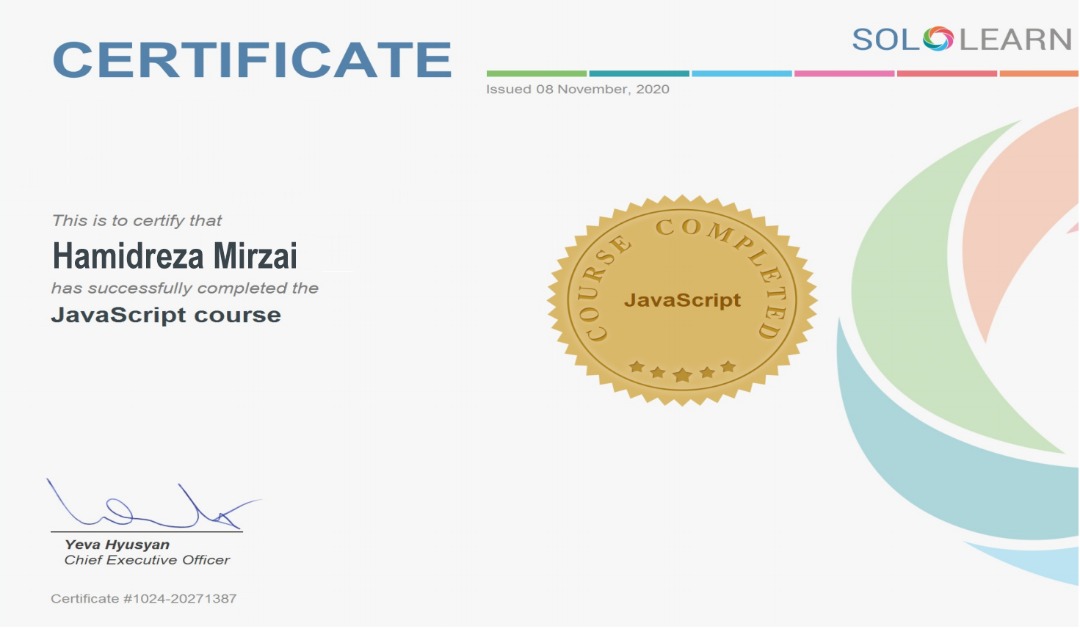 CERTIFICATE
SOLOLEARN
Issued 08 November, 2020
This is to certify that
Hamidreza Mirzai
has successfully completed the
JavaScript course
COURSE COMPLETED
JavaScript
Yeva Hyusyan
Chief Executive Officer
Certificate #1024-20271387